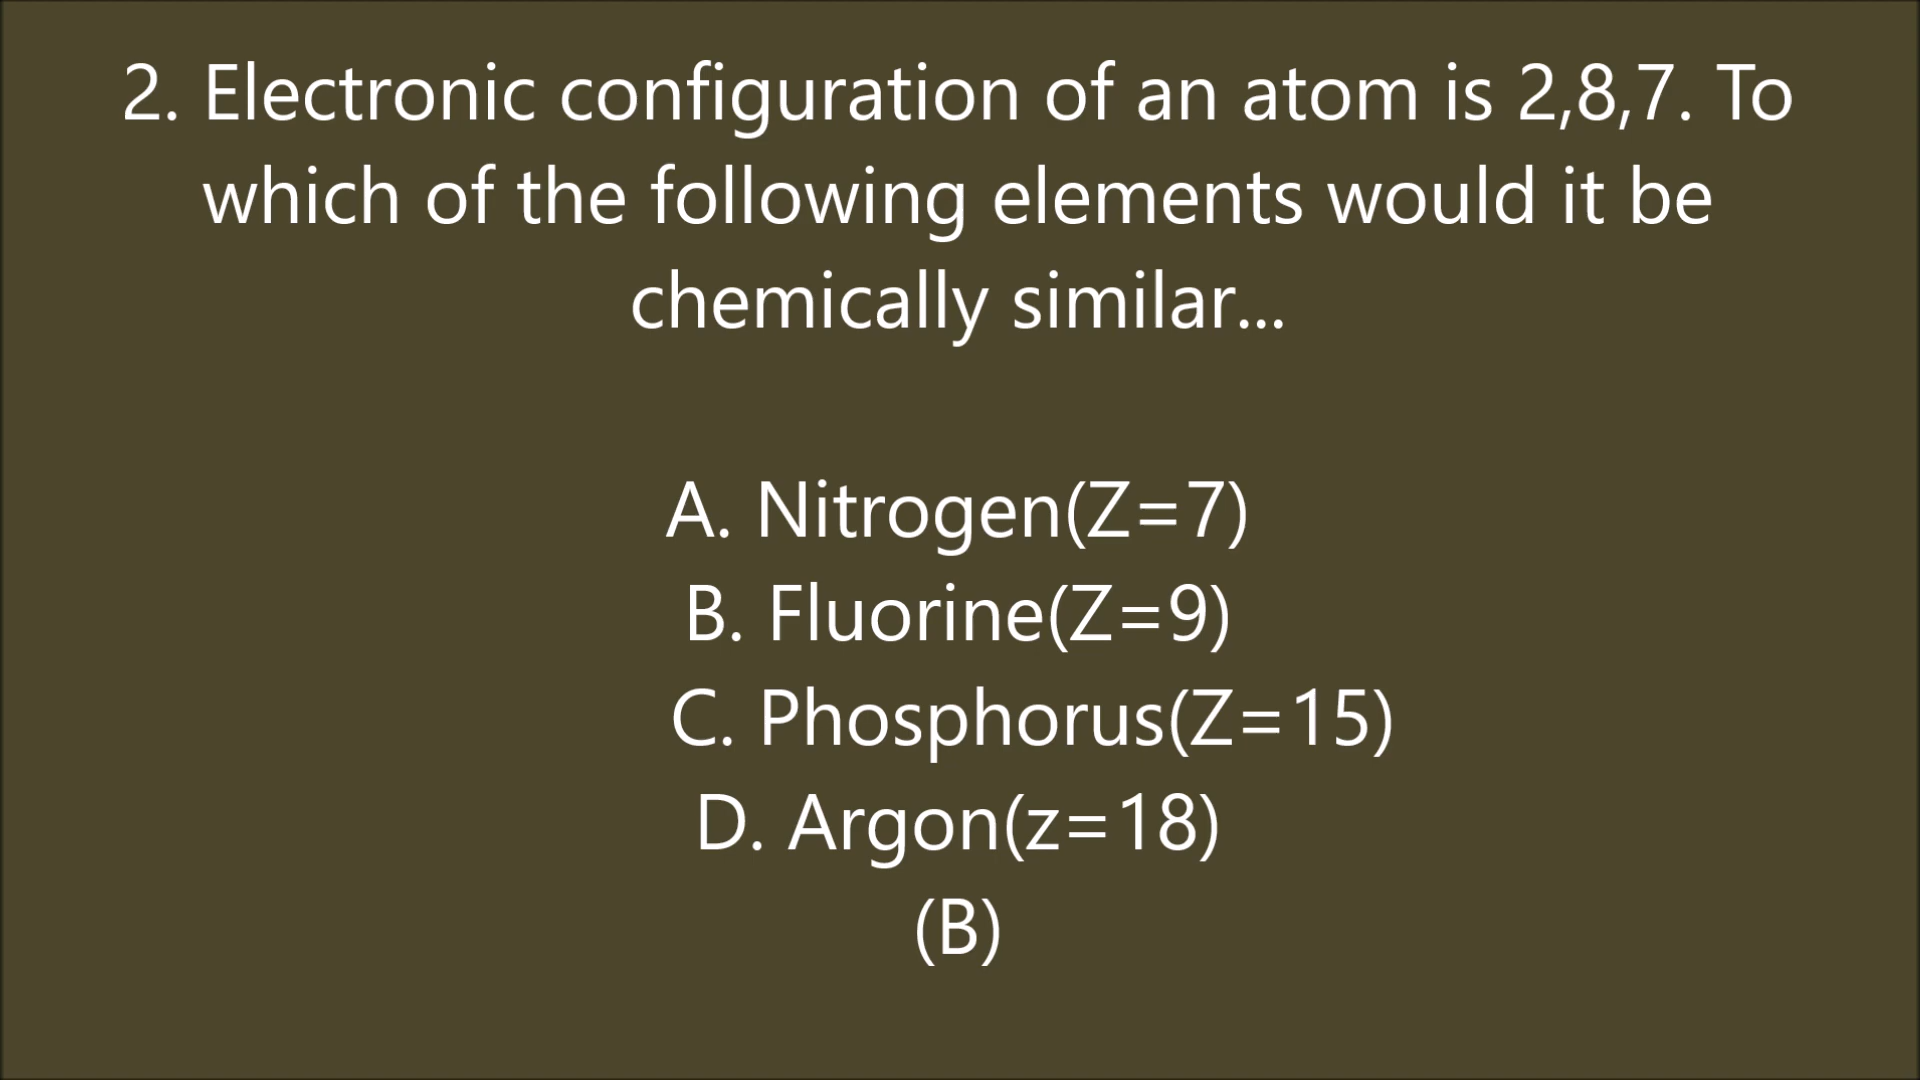 2. Electronic configuration of an atom is 2,8,7. To
which of the following elements would it be
chemically similar...
A. Nitrogen(Z=7)
B. Fluorine(Z=9)
C. Phosphorus(Z=15)
D. Argon(z=18)
(B)